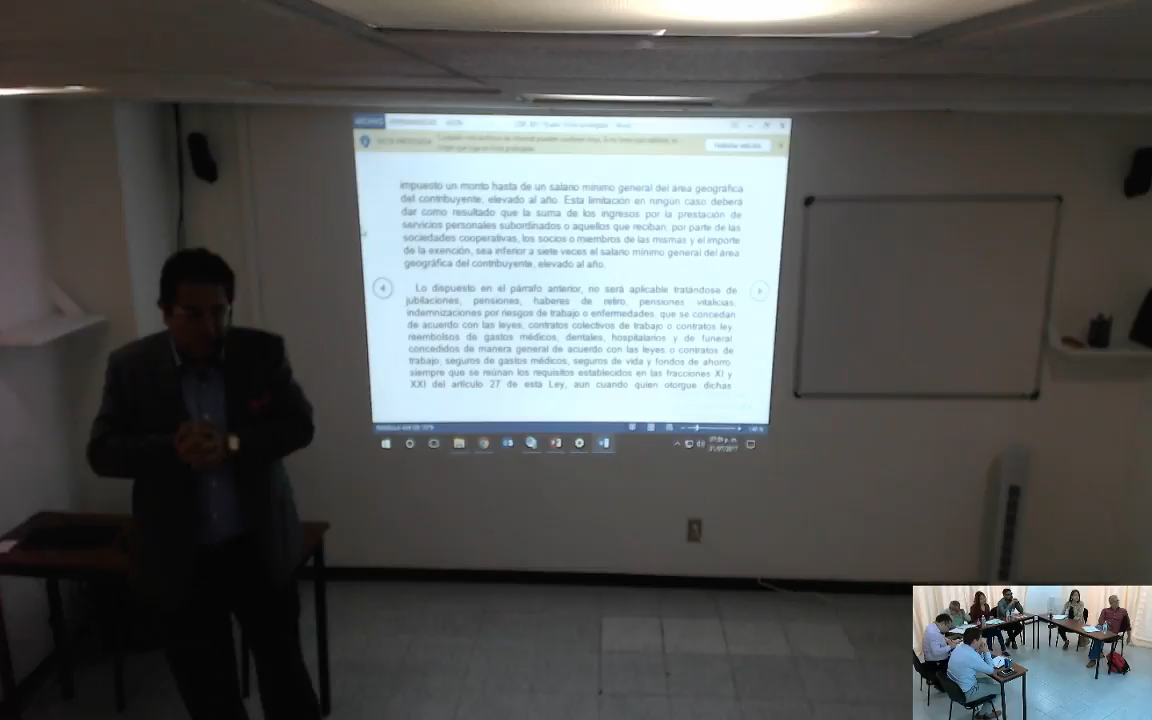 ARCHIVO
impuesto un monto hasta de un salario mínimo general del área geográfica
del contribuyente, elevado al año. Esta limitación en ningún caso deberá
dar como resultado que la suma de los ingresos por la prestación de
servicios personales subordinados o aquellos que reciban, por parte de las
sociedades cooperativas, los socios o miembros de las mismas y el importe
de la exención, sea inferior a siete veces el salario mínimo general del área
geográfica del contribuyente, elevado al año.
Lo dispuesto en el párrafo anterior, no será aplicable tratándose de
jubilaciones, pensiones, haberes de retiro, pensiones vitalicias,
indemnizaciones por riesgos de trabajo o enfermedades, que se concedan
de acuerdo con las leyes, contratos colectivos de trabajo o contratos ley
reembolsos de gastos médicos, dentales, hospitalarios y de funeral
concedidos de manera general de acuerdo con las leyes o contratos de
trabajo; seguros de gastos médicos, seguros de vida y fondos de ahorro
siempre que se reúnan los requisitos establecidos en las fracciones XI y
XXI del artículo 27 de esta Ley, aun cuando quien otorgue dichas